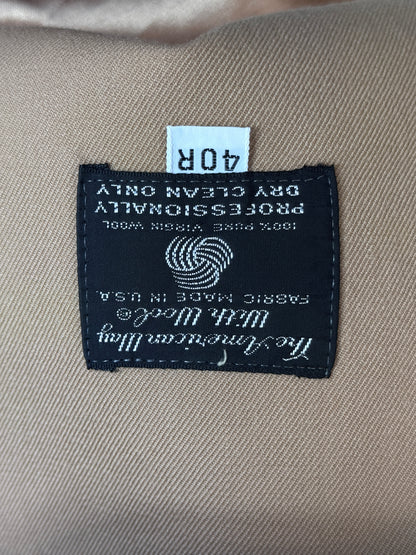 The American Way
With Wool®
FABRIC MADE IN U.S.A.
100% PURE VIRGIN WOOL
PROFESSIONALLY
DRY CLEAN ONLY
40R